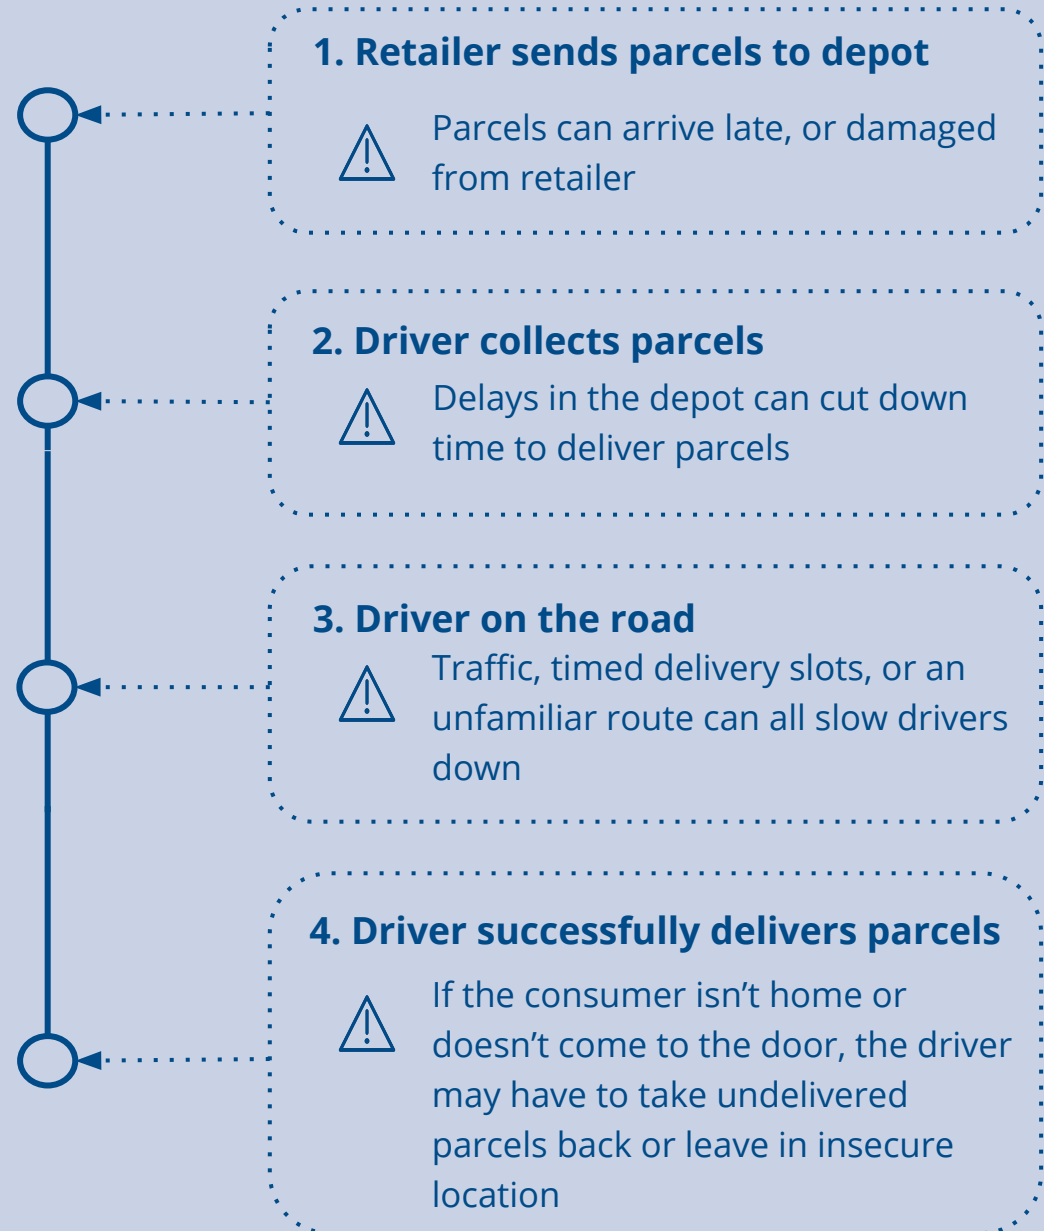 1. Retailer sends parcels to depot
Parcels can arrive late, or damaged
from retailer
2. Driver collects parcels
Delays in the depot can cut down
time to deliver parcels
3. Driver on the road
Traffic, timed delivery slots, or an
unfamiliar route can all slow drivers
down
4. Driver successfully delivers parcels
If the consumer isn’t home or
doesn’t come to the door, the driver
may have to take undelivered
parcels back or leave in insecure
location